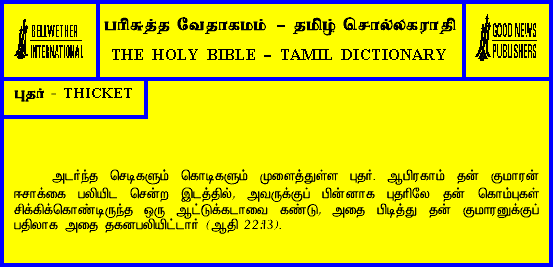 BELLWETHER
INTERNATIONAL
பரிசுத்த வேதாகமம் – தமிழ் சொல்லகராதி
THE HOLY BIBLE – TAMIL DICTIONARY
GOOD NEWS
PUBLISHERS
புதர் - THICKET
அடர்ந்த செடிகளும் கொடிகளும் முளைத்துள்ள புதர். ஆபிரகாம் தன் குமாரன்
ஈசாக்கை பலியிட சென்ற இடத்தில், அவருக்குப் பின்னாக புதரிலே தன் கொம்புகள்
சிக்கிக்கொண்டிருந்த ஒரு ஆட்டுக்கடாவை கண்டு, அதை பிடித்து தன் குமாரனுக்குப்
பதிலாக அதை தகனபலியிட்டார் (ஆதி 22:13).